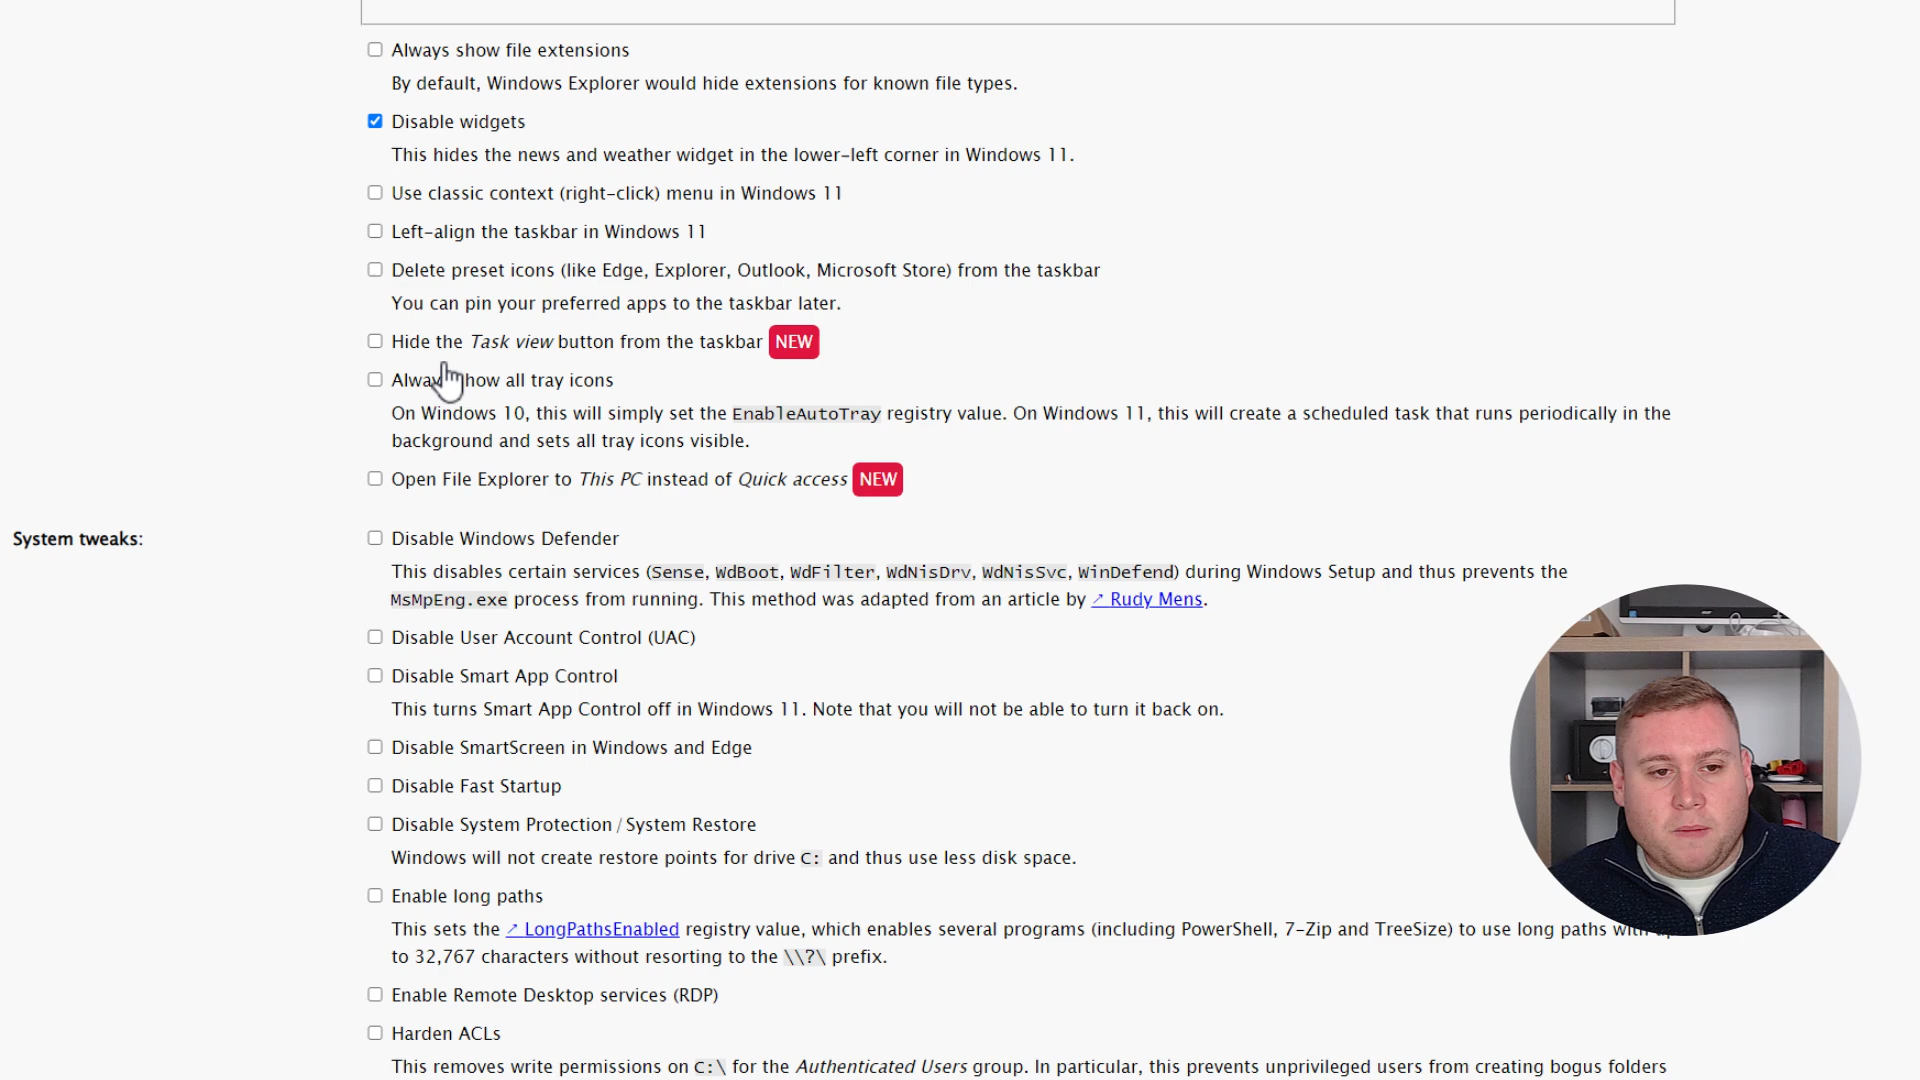 Always show file extensions
By default, Windows Explorer would hide extensions for known file types.
Disable widgets
This hides the news and weather widget in the lower-left corner in Windows 11.
Use classic context (right-click) menu in Windows 11
Left-align the taskbar in Windows 11
Delete preset icons (like Edge, Explorer, Outlook, Microsoft Store) from the taskbar
You can pin your preferred apps to the taskbar later.
Hide the Task view button from the taskbar NEW
show all tray icons
On Windows 10, this will simply set the EnableAutoTray registry value. On Windows 11, this will create a scheduled task that runs periodically in the
background and sets all tray icons visible.
Open File Explorer to This PC instead of Quick access NEW
System tweaks:
Disable Windows Defender
This disables certain services (Sense, WdBoot, WdFilter, WdNisDrv, WdNisSvc, WinDefend) during Windows Setup and thus prevents the
MsMpEng.exe process from running. This method was adapted from an article by ↗ Rudy Mens.
Disable User Account Control (UAC)
Disable Smart App Control
This turns Smart App Control off in Windows 11. Note that you will not be able to turn it back on.
Disable SmartScreen in Windows and Edge
Disable Fast Startup
Disable System Protection / System Restore
Windows will not create restore points for drive C: and thus use less disk space.
Enable long paths
This sets the ↗ LongPathsEnabled registry value, which enables several programs (including PowerShell, 7-Zip and TreeSize) to use long paths with
to 32,767 characters without resorting to the \\?\ prefix.
Enable Remote Desktop services (RDP)
Harden ACLs
This removes write permissions on C:\ for the Authenticated Users group. In particular, this prevents unprivileged users from creating bogus folders